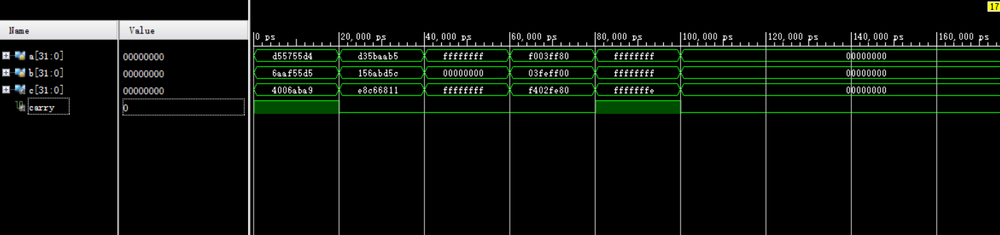 17
Name Value
0 ps 20,000 ps 40,000 ps 60,000 ps 80,000 ps 100,000 ps 120,000 ps 140,000 ps 160,000 ps
a[31:0] 00000000 d55755d4 d35baab5 ffffffff f003ff80 ffffffff 00000000
b[31:0] 00000000 6aaf55d5 156abd5c 00000000 03feff00 ffffffff 00000000
c[31:0] 00000000 4006aba9 e8c66811 ffffffff f402fe80 fffffffe 00000000
carry 0